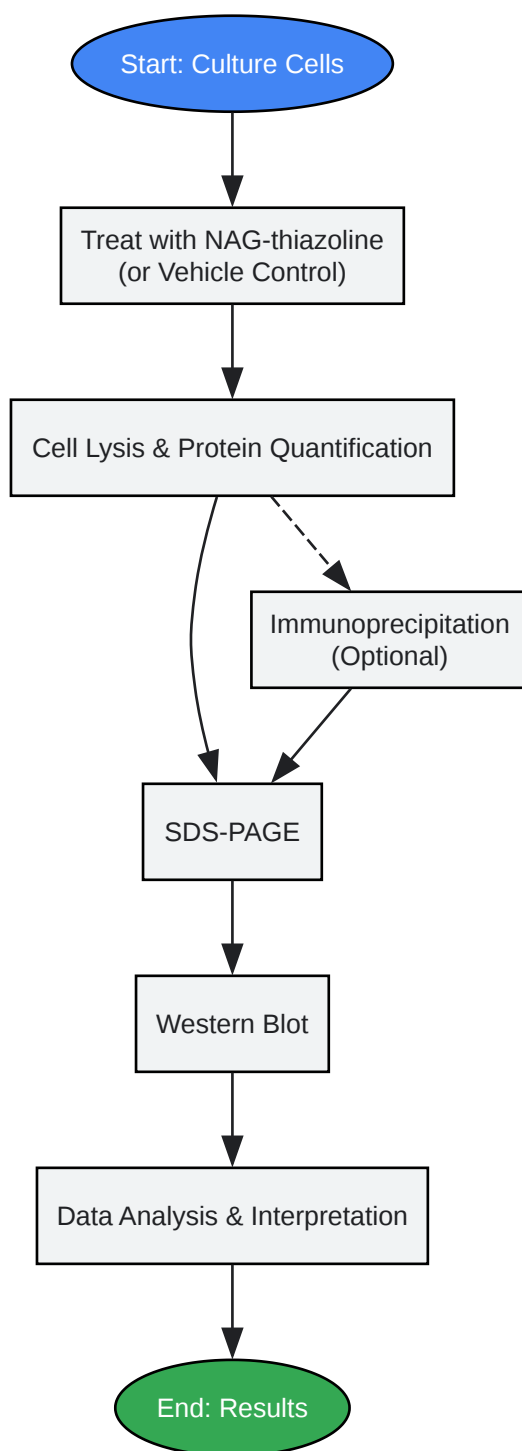 Start: Culture Cells
Treat with NAG-thiazoline
(or Vehicle Control)
Cell Lysis & Protein Quantification
Immunoprecipitation
(Optional)
SDS-PAGE
Western Blot
Data Analysis & Interpretation
End: Results